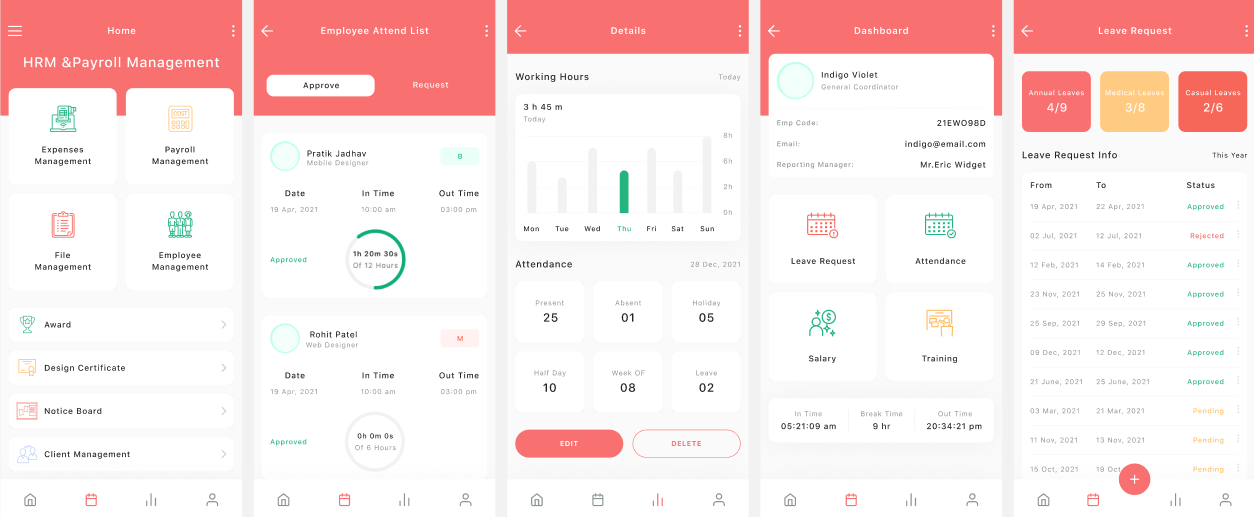 Home
HRM &Payroll Management
Expenses
Management
Payroll
Management
File
Management
Employee
Management
Award
Design Certificate
Notice Board
Client Management
Employee Attend List
Approve
Request
Pratik Jadhav
Mobile Designer
B
Date In Time Out Time
19 Apr, 2021 10:00 am 03:00 pm
Approved
1h 20m 30s
Of 12 Hours
Rohit Patel
Web Designer
M
Date In Time Out Time
19 Apr, 2021 10:00 am 03:00 pm
Approved
0h 0m 0s
Of 6 Hours
Details
Working Hours Today
3 h 45 m
Today
8h
6h
2h
0h
Mon Tue Wed Thu Fri Sat Sun
Attendance 28 Dec, 2021
Present Absent Holiday
25 01 05
Half Day Week OF Leave
10 08 02
EDIT DELETE
Dashboard
Indigo Violet
General Coordinator
Emp Code: 21EWO98D
Email: indigo@email.com
Reporting Manager: Mr.Eric Widget
Leave Request
Attendance
Salary
Training
In Time Break Time Out Time
05:21:09 am 9 hr 20:34:21 pm
Leave Request
Annual Leaves Medical Leaves Casual Leaves
4/9 3/8 2/6
Leave Request Info This Year
From To Status
19 Apr, 2021 22 Apr, 2021 Approved
02 Jul, 2021 12 Jul, 2021 Rejected
12 Feb, 2021 14 Feb, 2021 Approved
23 Nov, 2021 25 Nov, 2021 Approved
25 Sep, 2021 29 Sep, 2021 Approved
09 Dec, 2021 12 Dec, 2021 Approved
21 June, 2021 25 June, 2021 Approved
03 Mar, 2021 21 Mar, 2021 Pending
11 Nov, 2021 13 Nov, 2021 Pending
15 Oct, 2021 19 Oct Pending